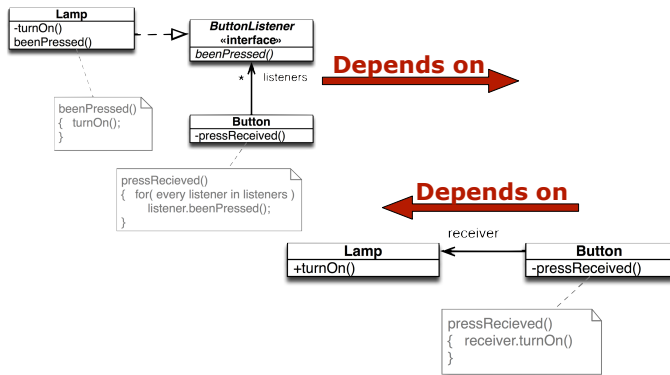 Lamp
-turnOn()
beenPressed()
ButtonListener
«interface»
beenPressed()
* listeners
Depends on
beenPressed()
{ turnOn();
}
Button
-pressReceived()
pressRecieved()
{ for( every listener in listeners )
listener.beenPressed();
}
Depends on
receiver
Lamp
+turnOn()
Button
-pressReceived()
pressRecieved()
{ receiver.turnOn()
}